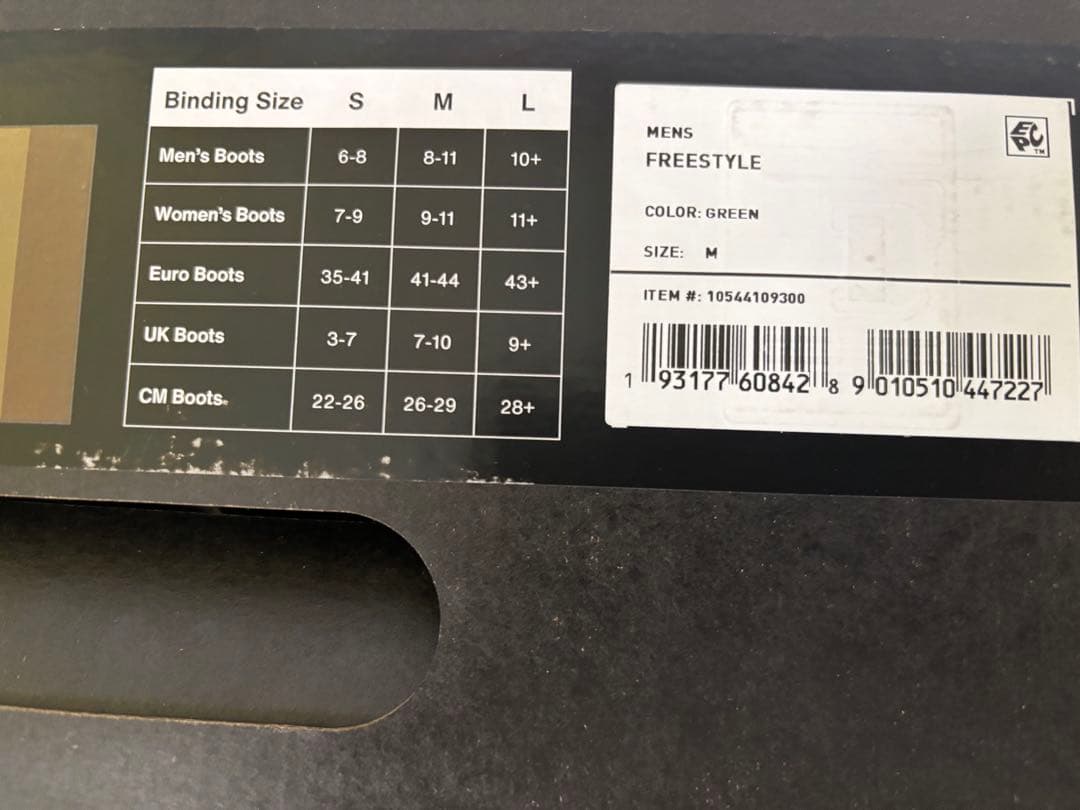 Binding Size S M L
Men's Boots 6-8 8-11 10+
Women's Boots 7-9 9-11 11+
Euro Boots 35-41 41-44 43+
UK Boots 3-7 7-10 9+
CM Boots 22-26 26-29 28+
MENS
FREESTYLE
COLOR: GREEN
SIZE: M
ITEM #: 10544109300
1 93177 60842 8
9 010510 447227